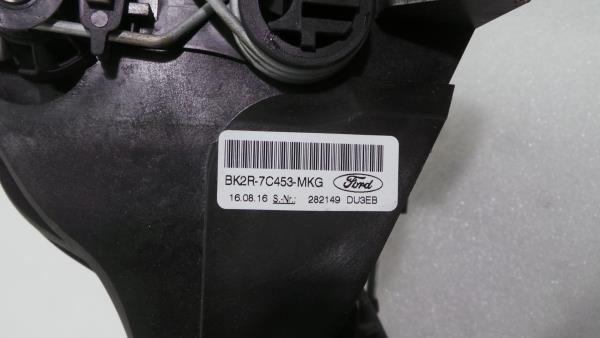 BK2R-7C453-MKG Ford
16.08.16 S.-Nr.: 282149 DU3EB